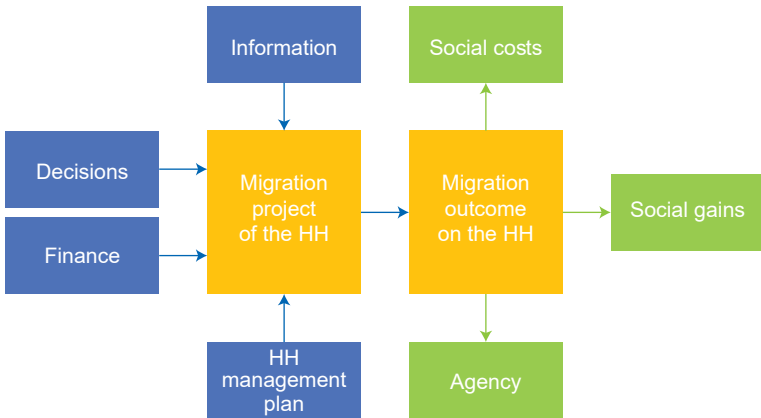 Information
Social costs
Decisions
Migration
project
of the HH
Migration
outcome
on the HH
Social gains
Finance
HH
management
plan
Agency